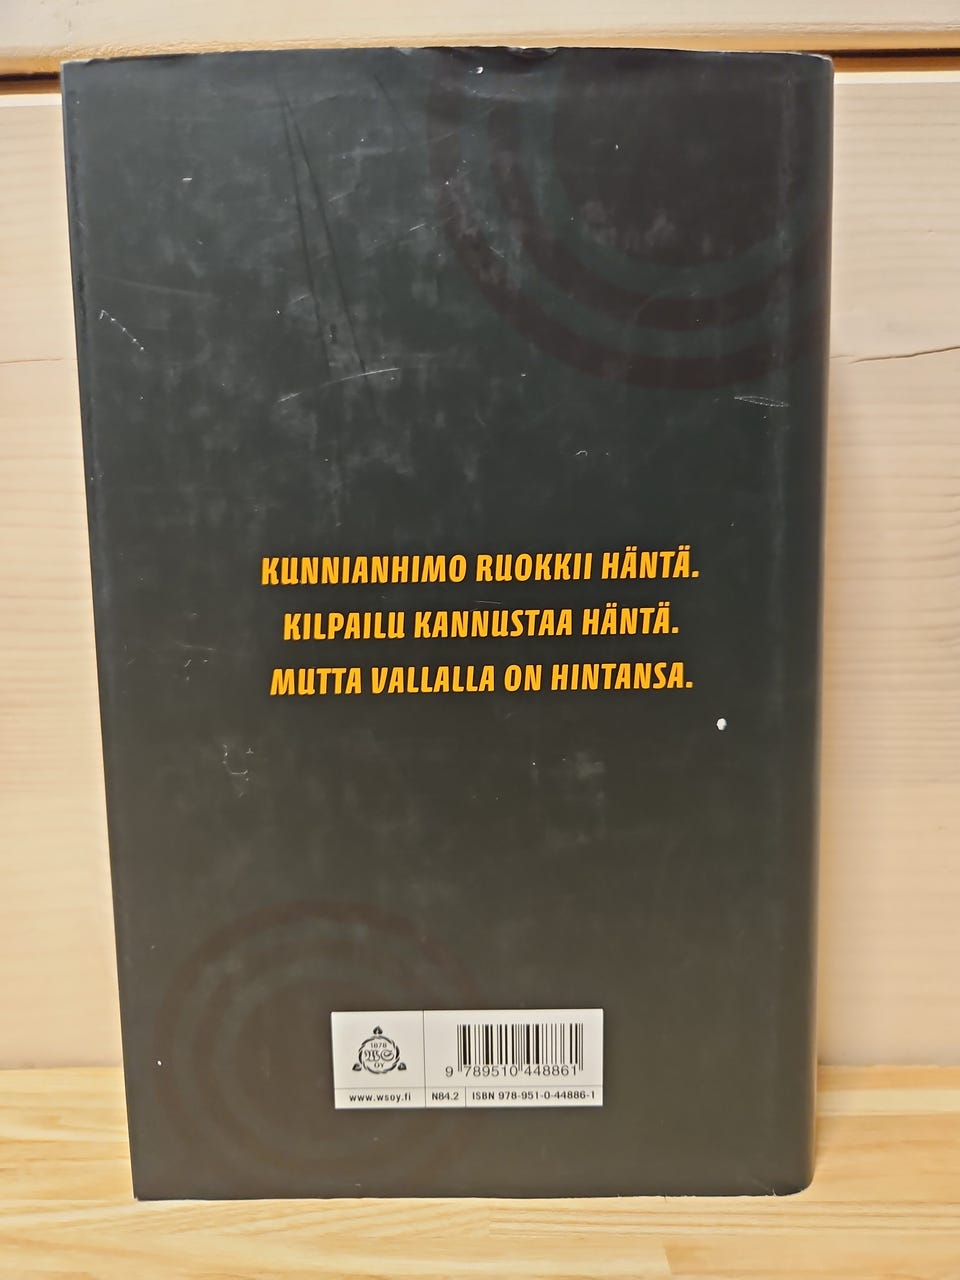 KUNNIANHIMO RUOKKII HÄNTÄ.
KILPAILU KANNUSTAA HÄNTÄ.
MUTTA VALLALLA ON HINTANSA.
1878
WS
OY
9 789510 448861
www.wsoy.fi
N84.2
ISBN 978-951-0-44886-1